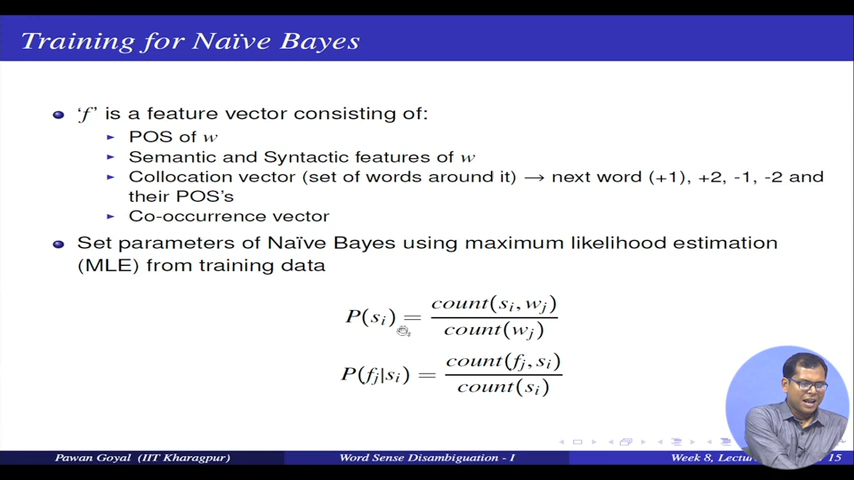 Training for Naïve Bayes
‘f’ is a feature vector consisting of:
POS of w
Semantic and Syntactic features of w
Collocation vector (set of words around it) → next word (+1), +2, -1, -2 and
their POS's
Co-occurrence vector
Set parameters of Naïve Bayes using maximum likelihood estimation
(MLE) from training data
P(s_i) = count(s_i, w_j) / count(w_j)
P(f_j|s_i) = count(f_j, s_i) / count(s_i)
Pawan Goyal (IIT Kharagpur) Word Sense Disambiguation - I Week 8, 15